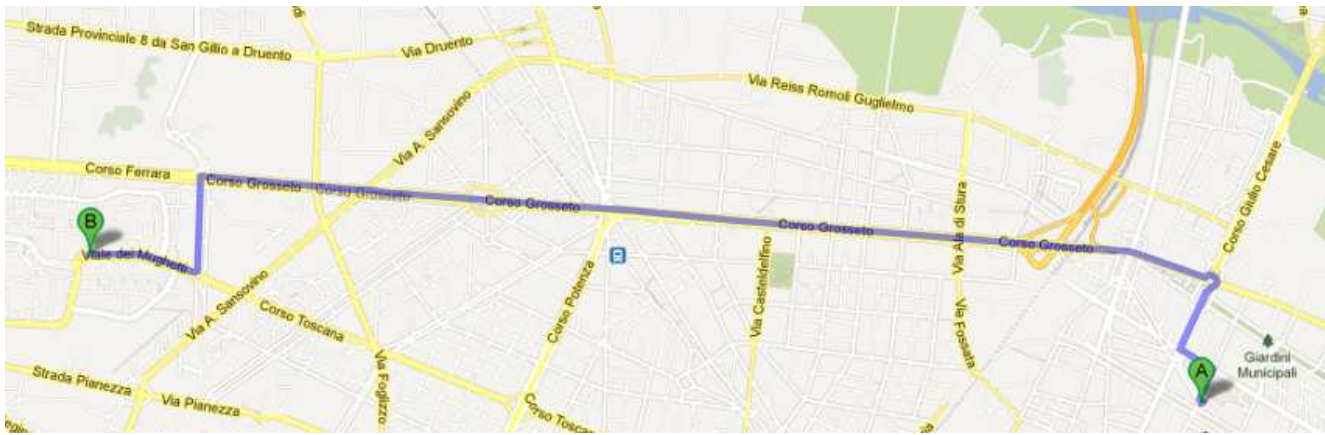 Strada Provinciale 8 da San Gillio a Druento
Via Druento
Via Reiss Romoli Guglielmo
Via A. Sansovino
Corso Ferrara
Corso Grosseto
Corso Grosseto
Corso Grosseto
Corso Grosseto
Corso Grosseto
Via Ala di Stura
Corso Giulio Cesare
B
Viale dei Mughetti
Via A. Sansovino
Corso Toscana
Corso Potenza
Via Casteldelfino
Via Fossata
Giardini
Municipali
A
Strada Pianezza
Via Pianezza
Via Foglizzo
Corso Tosc